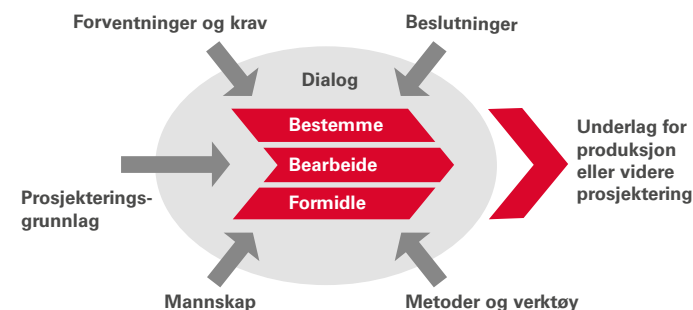 Forventninger og krav
Beslutninger
Dialog
Bestemme
Bearbeide
Formidle
Underlag for
produksjon
eller videre
prosjektering
Prosjekterings-
grunnlag
Mannskap
Metoder og verktøy